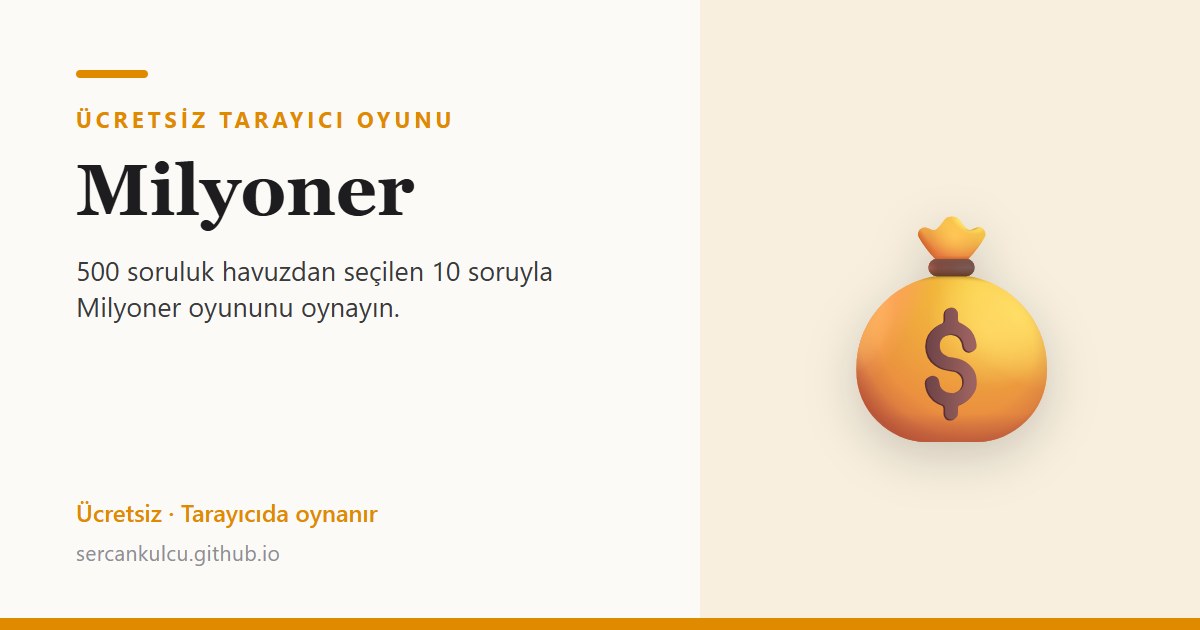 ÜCRETSİZ TARAYICI OYUNU
Milyoner
500 soruluk havuzdan seçilen 10 soruyla
Milyoner oyununu oynayın.
$
Ücretsiz · Tarayıcıda oynanır
sercankulcu.github.io